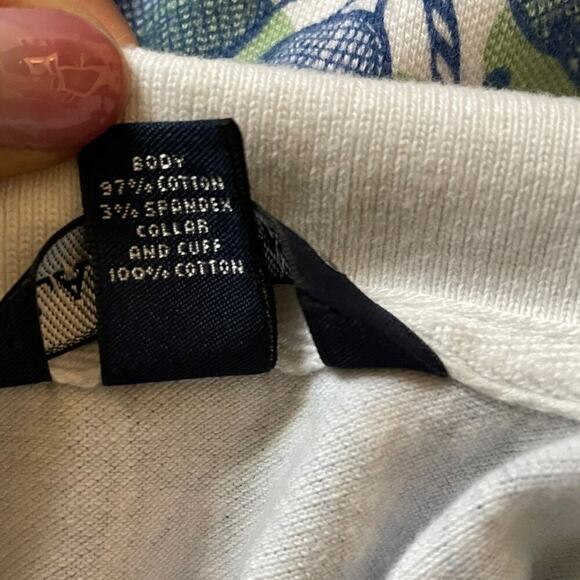 BODY
97% COTTON
3% SPANDEX
COLLAR
AND CUFF
100% COTTON